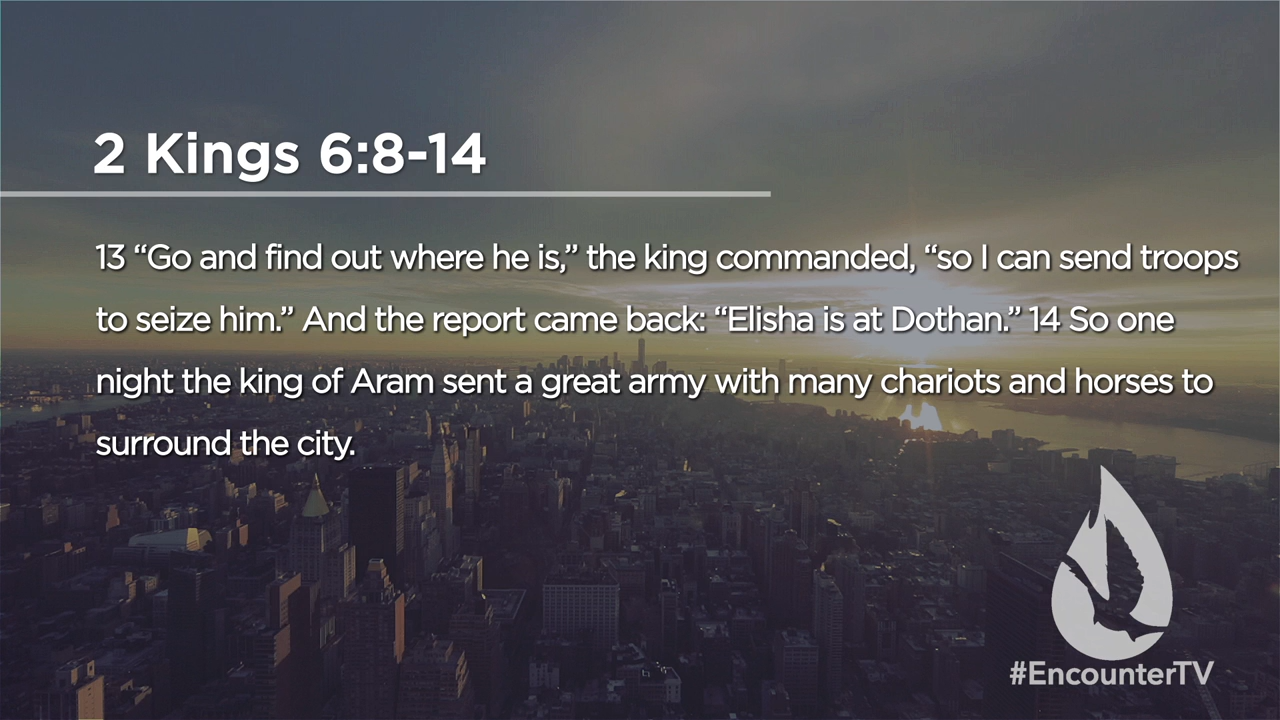 2 Kings 6:8-14
13 “Go and find out where he is,” the king commanded, “so I can send troops
to seize him.” And the report came back: “Elisha is at Dothan.” 14 So one
night the king of Aram sent a great army with many chariots and horses to
surround the city.
#EncounterTV